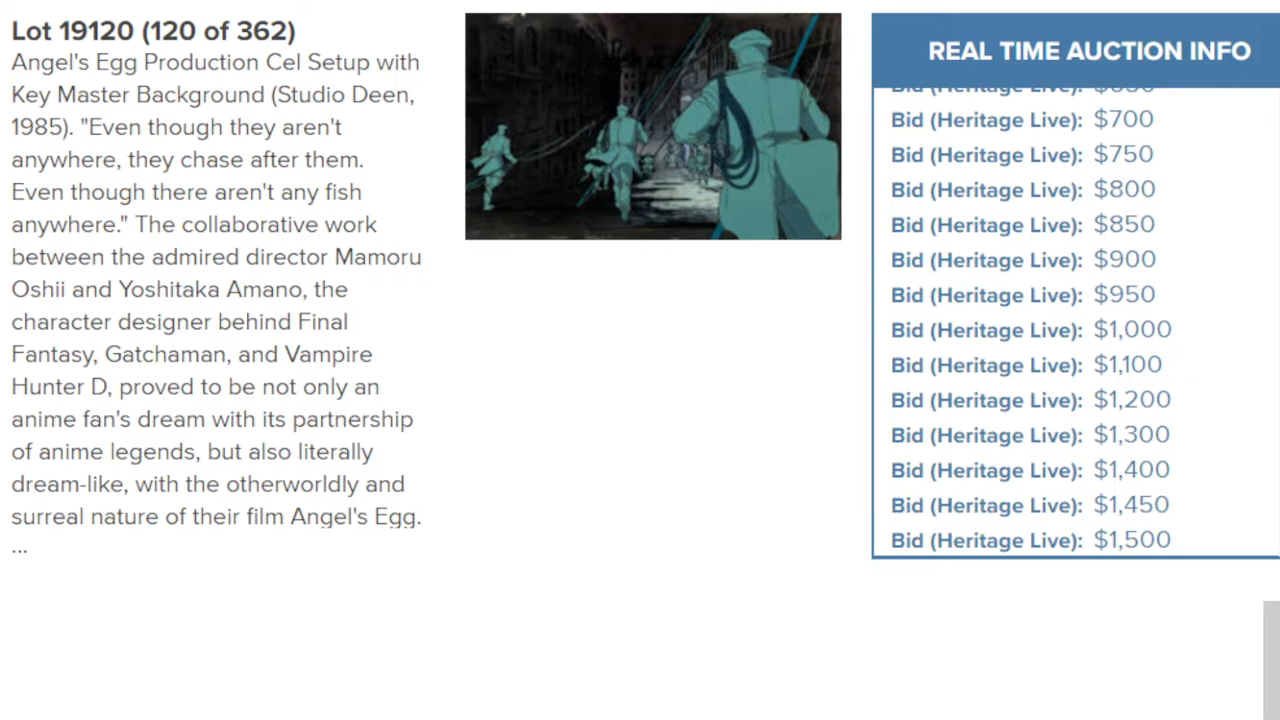 Lot 19120 (120 of 362)
Angel's Egg Production Cel Setup with
Key Master Background (Studio Deen,
1985). "Even though they aren't
anywhere, they chase after them.
Even though there aren't any fish
anywhere." The collaborative work
between the admired director Mamoru
Oshii and Yoshitaka Amano, the
character designer behind Final
Fantasy, Gatchaman, and Vampire
Hunter D, proved to be not only an
anime fan's dream with its partnership
of anime legends, but also literally
dream-like, with the otherworldly and
surreal nature of their film Angel's Egg.
...
REAL TIME AUCTION INFO
Bid (Heritage Live): $700
Bid (Heritage Live): $750
Bid (Heritage Live): $800
Bid (Heritage Live): $850
Bid (Heritage Live): $900
Bid (Heritage Live): $950
Bid (Heritage Live): $1,000
Bid (Heritage Live): $1,100
Bid (Heritage Live): $1,200
Bid (Heritage Live): $1,300
Bid (Heritage Live): $1,400
Bid (Heritage Live): $1,450
Bid (Heritage Live): $1,500